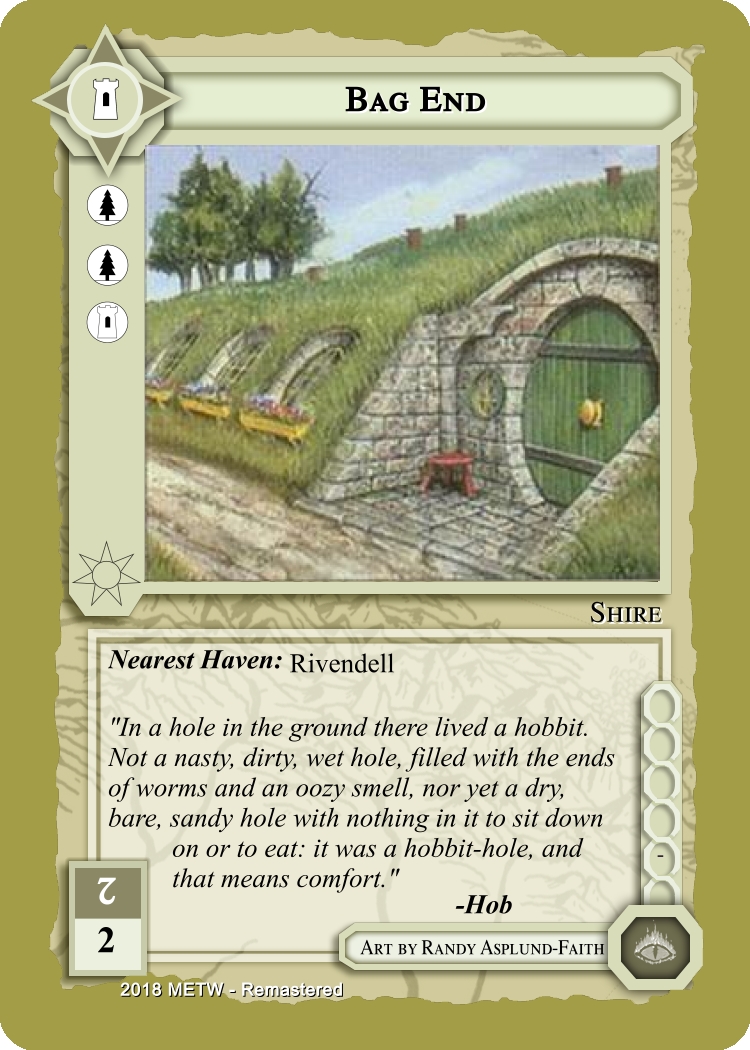 Bag End
Shire
Nearest Haven: Rivendell
"In a hole in the ground there lived a hobbit.
Not a nasty, dirty, wet hole, filled with the ends
of worms and an oozy smell, nor yet a dry,
bare, sandy hole with nothing in it to sit down
on or to eat: it was a hobbit-hole, and
that means comfort."
-Hob
-
2
2
Art by Randy Asplund-Faith
2018 METW - Remastered